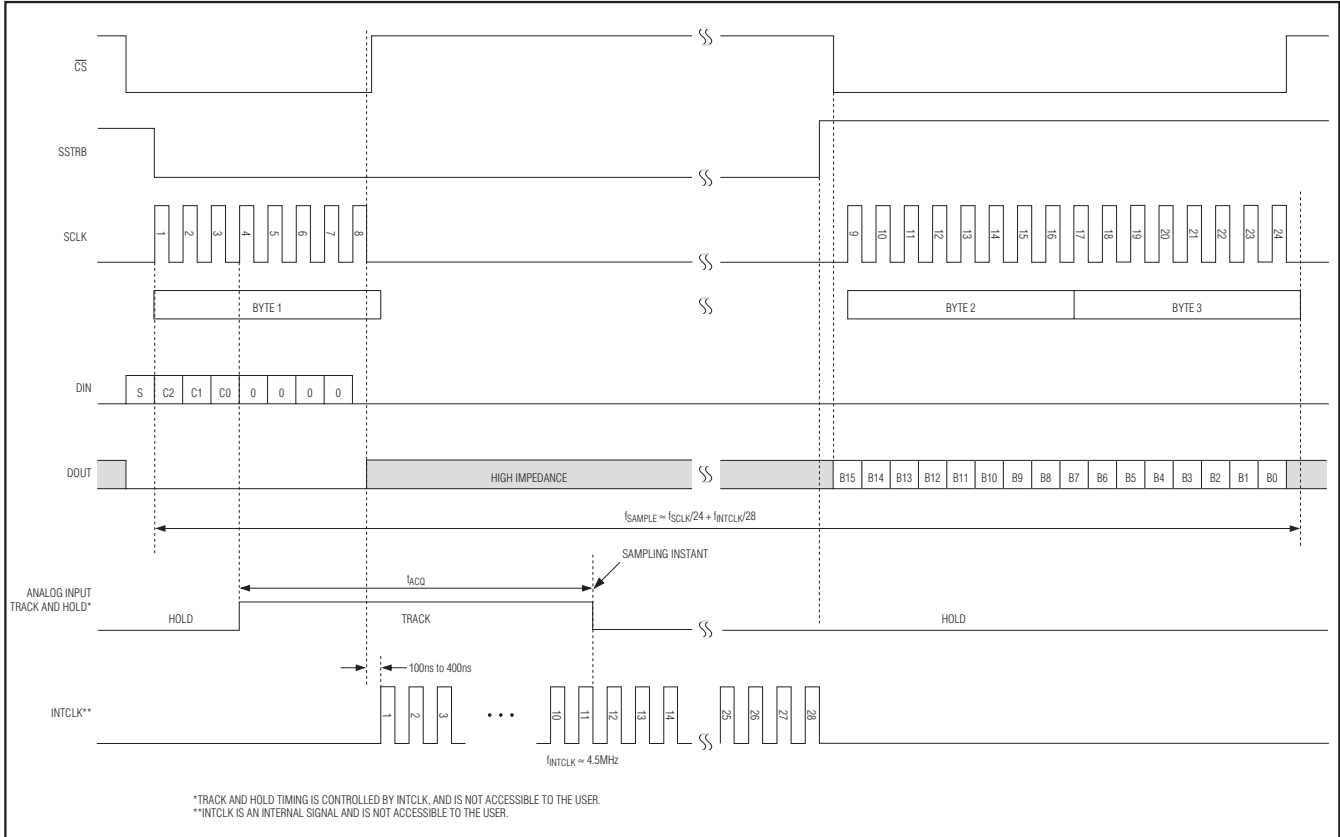 CS
SSTRB
SCLK
1 2 3 4 5 6 7 8 9 10 11 12 13 14 15 16 17 18 19 20 21 22 23 24
BYTE 1 BYTE 2 BYTE 3
DIN
S C2 C1 C0 0 0 0 0
DOUT
HIGH IMPEDANCE
B15 B14 B13 B12 B11 B10 B9 B8 B7 B6 B5 B4 B3 B2 B1 B0
fSAMPLE ≈ fSCLK/24 + fINTCLK/28
SAMPLING INSTANT
tACQ
ANALOG INPUT
TRACK AND HOLD*
HOLD TRACK HOLD
100ns to 400ns
INTCLK**
1 2 3 • • • 10 11 12 13 14 25 26 27 28
fINTCLK ≈ 4.5MHz
*TRACK AND HOLD TIMING IS CONTROLLED BY INTCLK, AND IS NOT ACCESSIBLE TO THE USER.
**INTCLK IS AN INTERNAL SIGNAL AND IS NOT ACCESSIBLE TO THE USER.